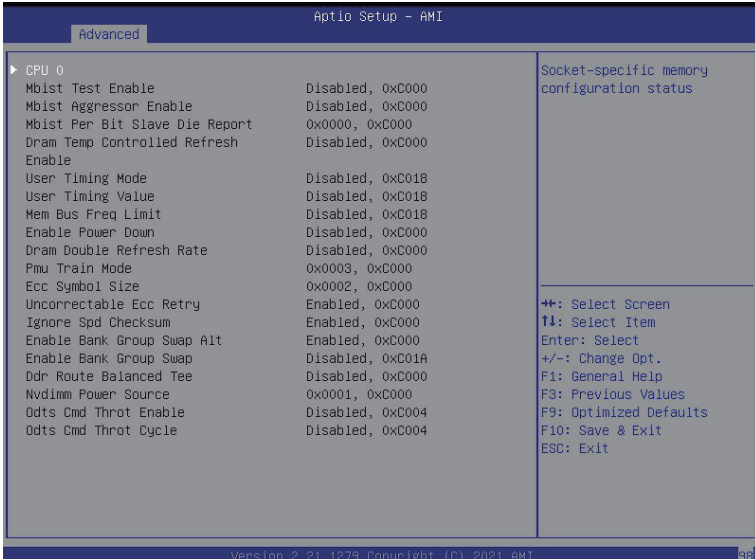 Aptio Setup – AMI
Advanced
▶ CPU 0
Mbist Test Enable Disabled, 0xC000
Mbist Aggressor Enable Disabled, 0xC000
Mbist Per Bit Slave Die Report 0x0000, 0xC000
Dram Temp Controlled Refresh Disabled, 0xC000
Enable
User Timing Mode Disabled, 0xC018
User Timing Value Disabled, 0xC018
Mem Bus Freq Limit Disabled, 0xC018
Enable Power Down Disabled, 0xC000
Dram Double Refresh Rate Disabled, 0xC000
Pmu Train Mode 0x0003, 0xC000
Ecc Symbol Size 0x0002, 0xC000
Uncorrectable Ecc Retry Enabled, 0xC000
Ignore Spd Checksum Enabled, 0xC000
Enable Bank Group Swap Alt Enabled, 0xC000
Enable Bank Group Swap Disabled, 0xC01A
Ddr Route Balanced Tee Disabled, 0xC000
Nvdimm Power Source 0x0001, 0xC000
Odts Cmd Throt Enable Disabled, 0xC004
Odts Cmd Throt Cycle Disabled, 0xC004
Socket-specific memory
configuration status
→←: Select Screen
↑↓: Select Item
Enter: Select
+/-: Change Opt.
F1: General Help
F3: Previous Values
F9: Optimized Defaults
F10: Save & Exit
ESC: Exit
Version 2.21.1279 Copyright (C) 2021 AMI